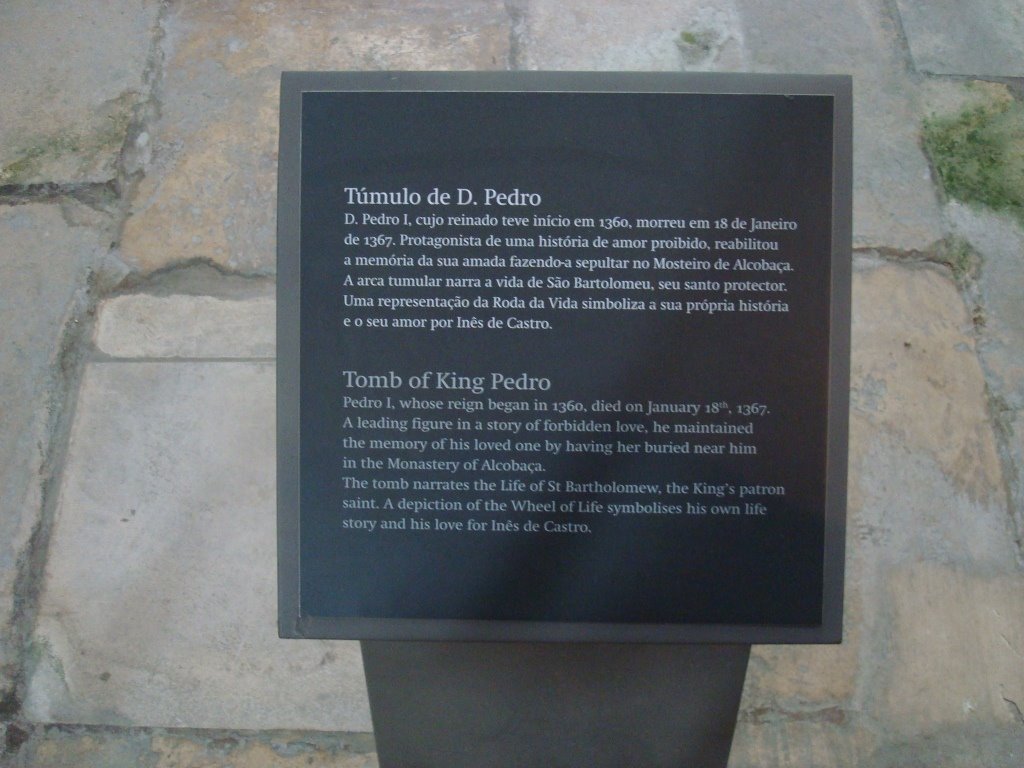 Túmulo de D. Pedro
D. Pedro I, cujo reinado teve início em 1360, morreu em 18 de Janeiro
de 1367. Protagonista de uma história de amor proibido, reabilitou
a memória da sua amada fazendo-a sepultar no Mosteiro de Alcobaça.
A arca tumular narra a vida de São Bartolomeu, seu santo protector.
Uma representação da Roda da Vida simboliza a sua própria história
e o seu amor por Inês de Castro.
Tomb of King Pedro
Pedro I, whose reign began in 1360, died on January 18th, 1367.
A leading figure in a story of forbidden love, he maintained
the memory of his loved one by having her buried near him
in the Monastery of Alcobaça.
The tomb narrates the Life of St Bartholomew, the King's patron
saint. A depiction of the Wheel of Life symbolises his own life
story and his love for Inês de Castro.